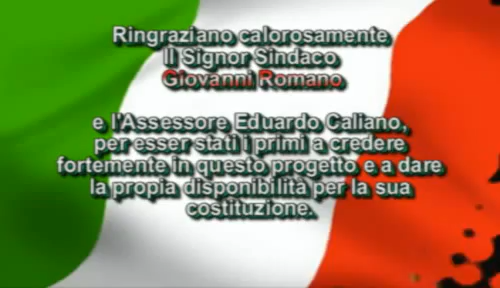 Ringraziano calorosamente
Il Signor Sindaco
Giovanni Romano
e l'Assessore Eduardo Caliano,
per esser stati i primi a credere
fortemente in questo progetto e a dare
la propia disponibilità per la sua
costituzione.